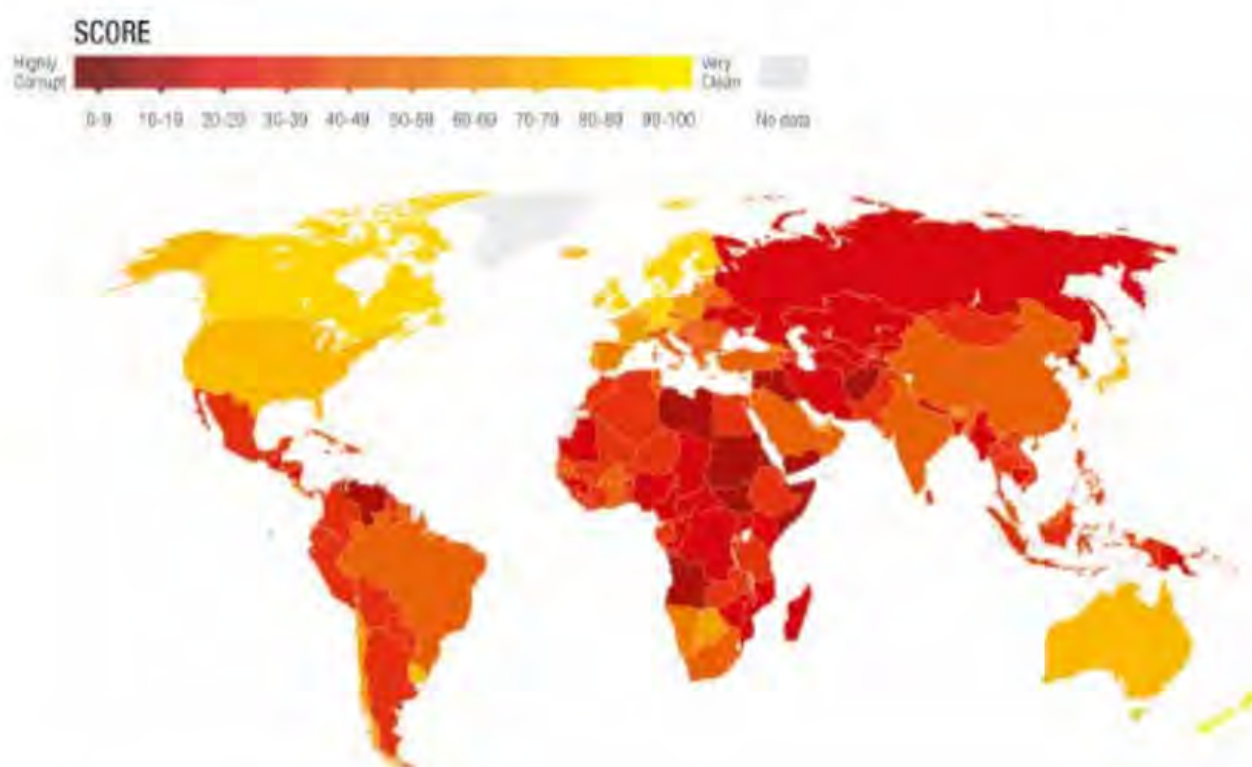 SCORE
Highly
Corrupt
Very
Clean
0-9 10-19 20-29 30-39 40-49 50-59 60-69 70-79 80-89 90-100 No data